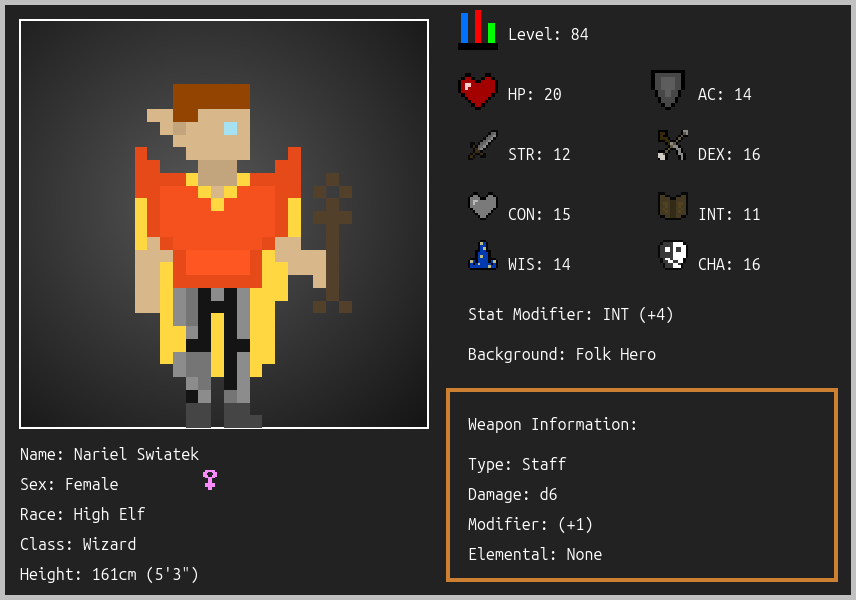 Level: 84
HP: 20
AC: 14
STR: 12
DEX: 16
CON: 15
INT: 11
WIS: 14
CHA: 16
Stat Modifier: INT (+4)
Background: Folk Hero
Weapon Information:
Type: Staff
Damage: d6
Modifier: (+1)
Elemental: None
Name: Nariel Swiatek
Sex: Female
Race: High Elf
Class: Wizard
Height: 161cm (5'3")